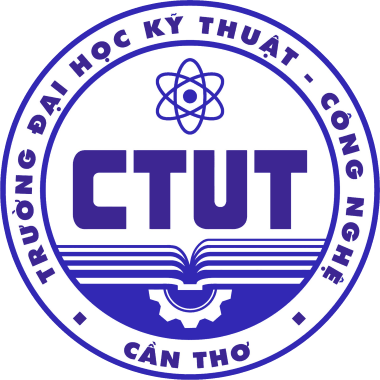 TRƯỜNG ĐẠI HỌC KỸ THUẬT - CÔNG NGHỆ
CTUT
CẦN THƠ